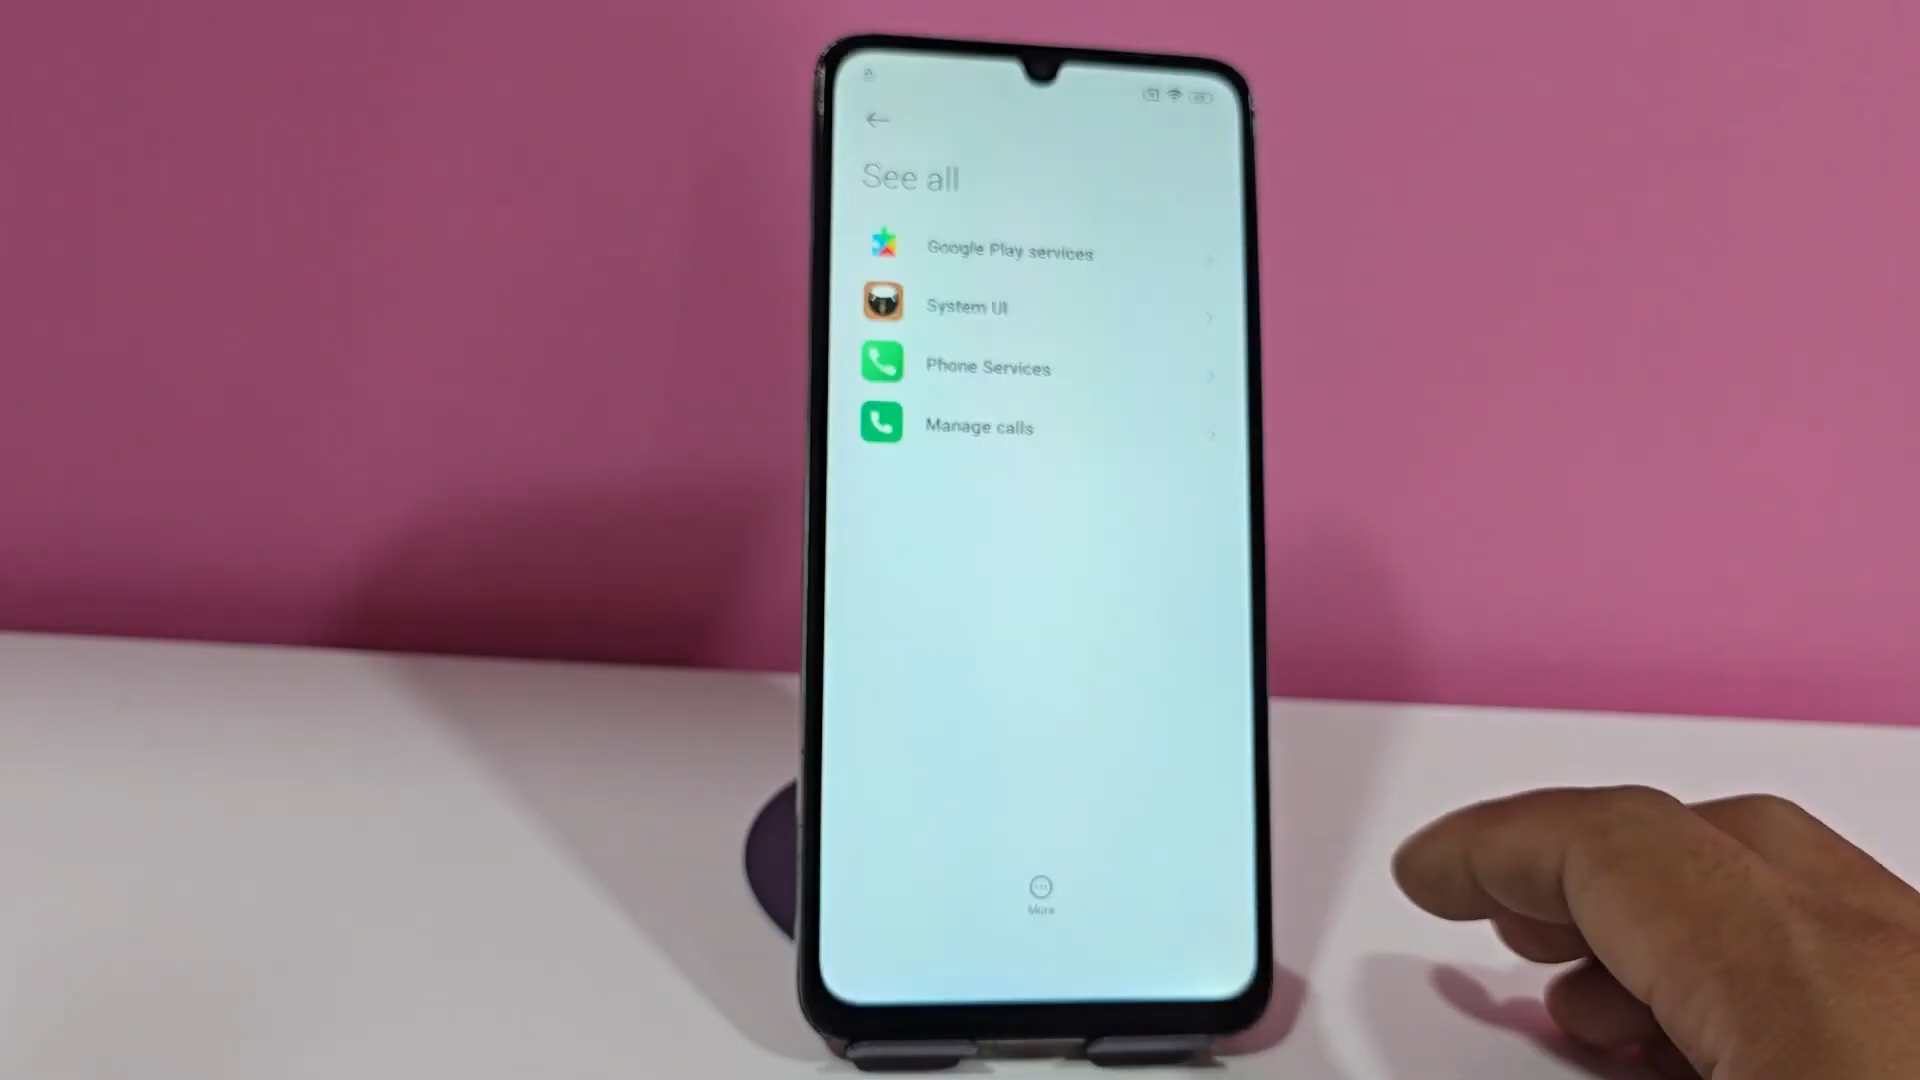 See all
Google Play services
System UI
Phone Services
Manage calls
More